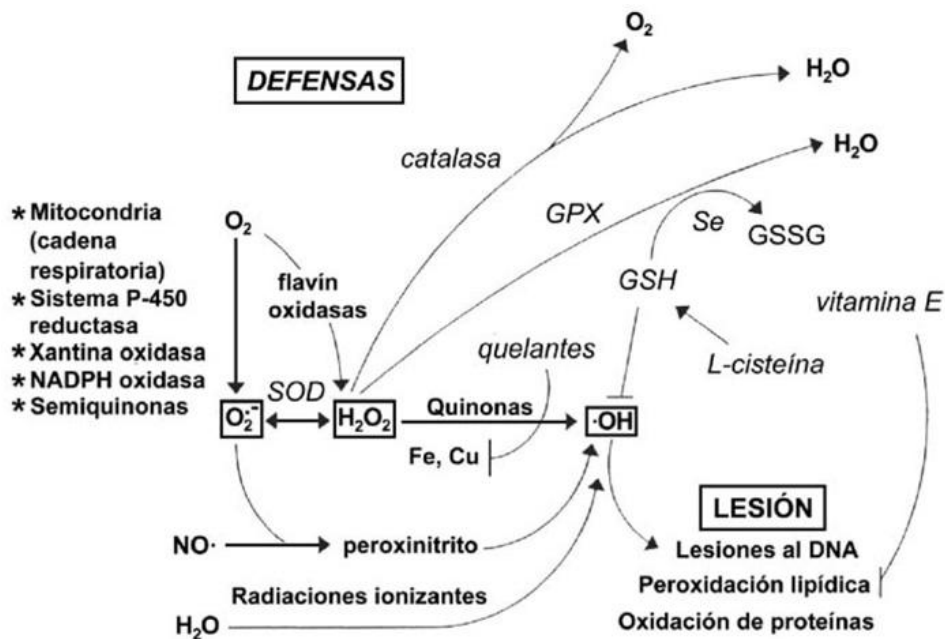 O₂
DEFENSAS
H₂O
H₂O
catalasa
GPX
Se
GSSG
* Mitocondria
(cadena
respiratoria)
* Sistema P-450
reductasa
* Xantina oxidasa
* NADPH oxidasa
* Semiquinonas
O₂
flavín
oxidasas
GSH
vitamina E
quelantes
L-cisteína
SOD
O₂·⁻
H₂O₂
Quinonas
·OH
Fe, Cu
LESIÓN
NO·
peroxinitrito
Lesiones al DNA
Peroxidación lipídica
Oxidación de proteínas
Radiaciones ionizantes
H₂O